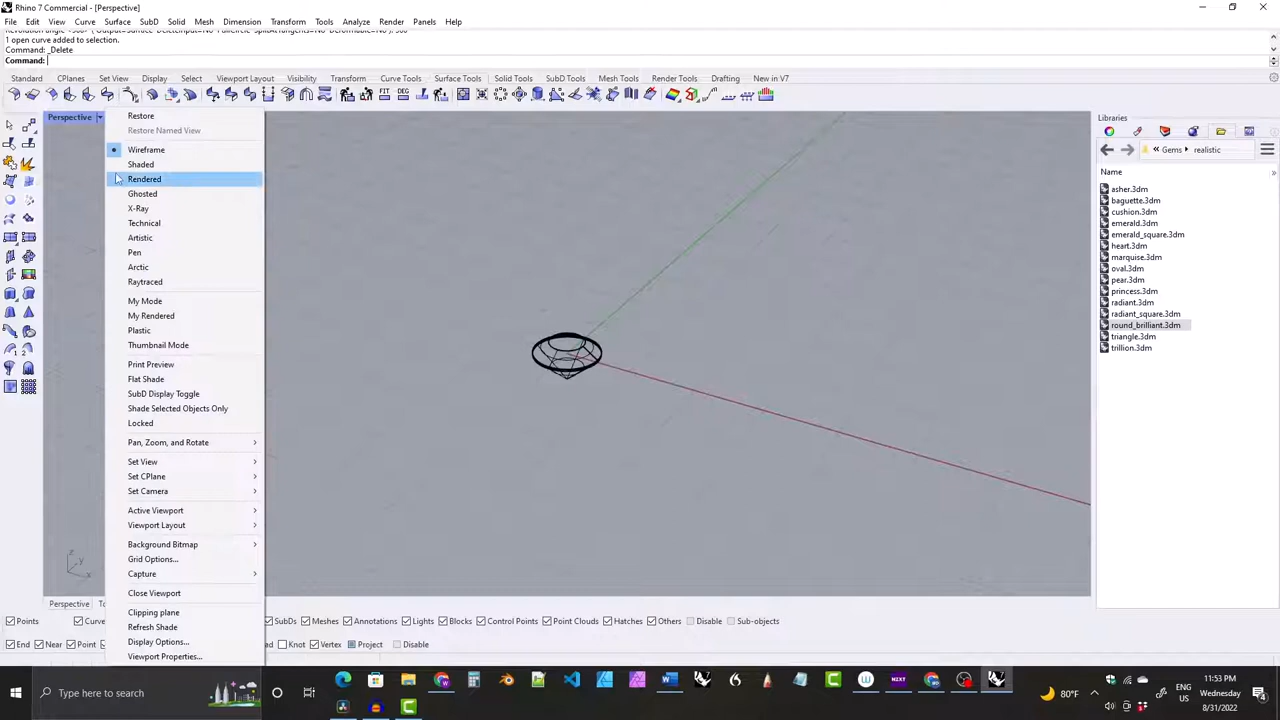 Rhino 7 Commercial - [Perspective]
File Edit View Curve Surface SubD Solid Mesh Dimension Transform Tools Analyze Render Panels Help
1 open curve added to selection.
Command: _Delete
Command:
Standard CPlanes Set View Display Select Viewport Layout Visibility Transform Curve Tools Surface Tools Solid Tools SubD Tools Mesh Tools Render Tools Drafting New in V7
Perspective
Restore
Restore Named View
Wireframe
Shaded
Rendered
Ghosted
X-Ray
Technical
Artistic
Pen
Arctic
Raytraced
My Mode
My Rendered
Plastic
Thumbnail Mode
Print Preview
Flat Shade
SubD Display Toggle
Shade Selected Objects Only
Locked
Pan, Zoom, and Rotate
Set View
Set CPlane
Set Camera
Active Viewport
Viewport Layout
Background Bitmap
Grid Options...
Capture
Close Viewport
Clipping plane
Refresh Shade
Display Options...
Viewport Properties...
Libraries
Gems realistic
Name
asher.3dm
baguette.3dm
cushion.3dm
emerald.3dm
emerald_square.3dm
heart.3dm
marquise.3dm
oval.3dm
pear.3dm
princess.3dm
radiant.3dm
radiant_square.3dm
round_brilliant.3dm
triangle.3dm
trillion.3dm
z
x
Perspective
Points SubDs Meshes Annotations Lights Blocks Control Points Point Clouds Hatches Others Disable Sub-objects
End Near Point Knot Vertex Project Disable
Type here to search
80°F
ENG
US
11:53 PM
Wednesday
8/31/2022